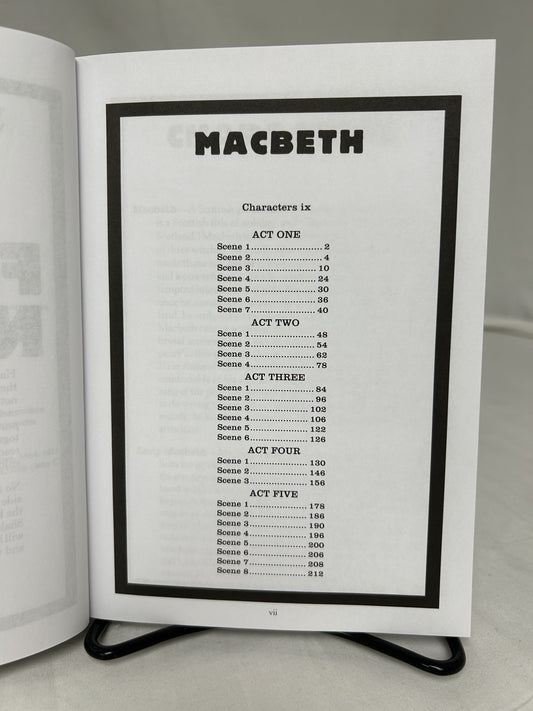 MACBETH
Characters ix
ACT ONE
Scene 1........................ 2
Scene 2........................ 4
Scene 3...................... 10
Scene 4...................... 24
Scene 5...................... 30
Scene 6...................... 36
Scene 7...................... 40
ACT TWO
Scene 1...................... 48
Scene 2...................... 54
Scene 3...................... 62
Scene 4...................... 78
ACT THREE
Scene 1...................... 84
Scene 2...................... 96
Scene 3.................... 102
Scene 4.................... 106
Scene 5.................... 122
Scene 6.................... 126
ACT FOUR
Scene 1.................... 130
Scene 2.................... 146
Scene 3.................... 156
ACT FIVE
Scene 1.................... 178
Scene 2.................... 186
Scene 3.................... 190
Scene 4.................... 196
Scene 5.................... 200
Scene 6.................... 206
Scene 7.................... 208
Scene 8.................... 212
vii